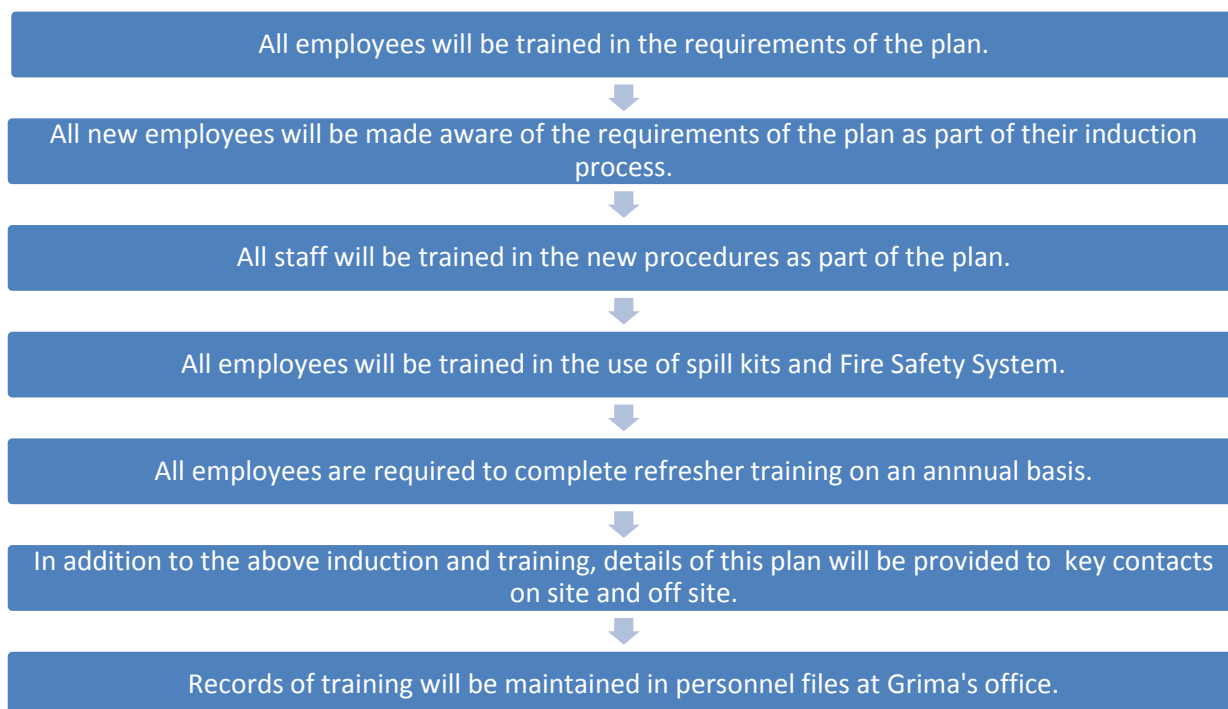 All employees will be trained in the requirements of the plan.
All new employees will be made aware of the requirements of the plan as part of their induction
process.
All staff will be trained in the new procedures as part of the plan.
All employees will be trained in the use of spill kits and Fire Safety System.
All employees are required to complete refresher training on an annnual basis.
In addition to the above induction and training, details of this plan will be provided to  key contacts
on site and off site.
Records of training will be maintained in personnel files at Grima's office.